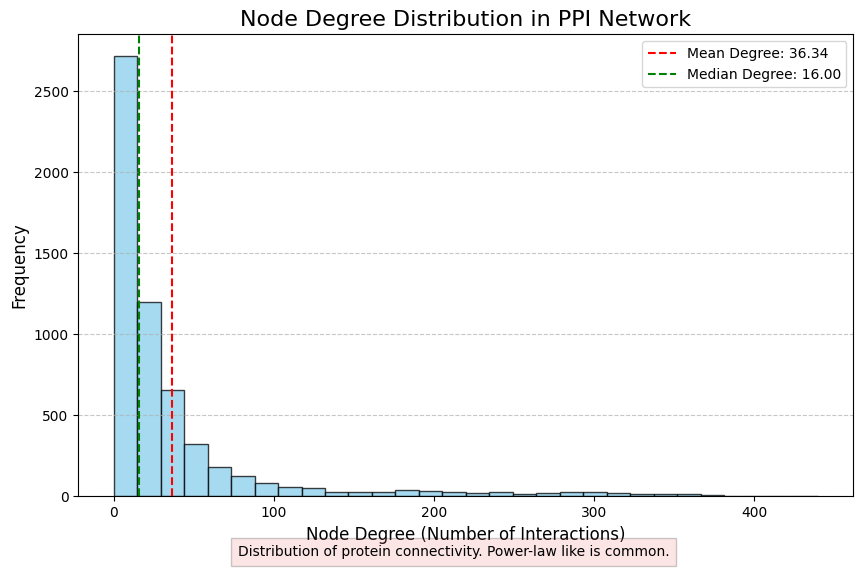 Node Degree Distribution in PPI Network
Mean Degree: 36.34
Median Degree: 16.00
Frequency
2500
2000
1500
1000
500
0
0 100 200 300 400
Node Degree (Number of Interactions)
Distribution of protein connectivity. Power-law like is common.